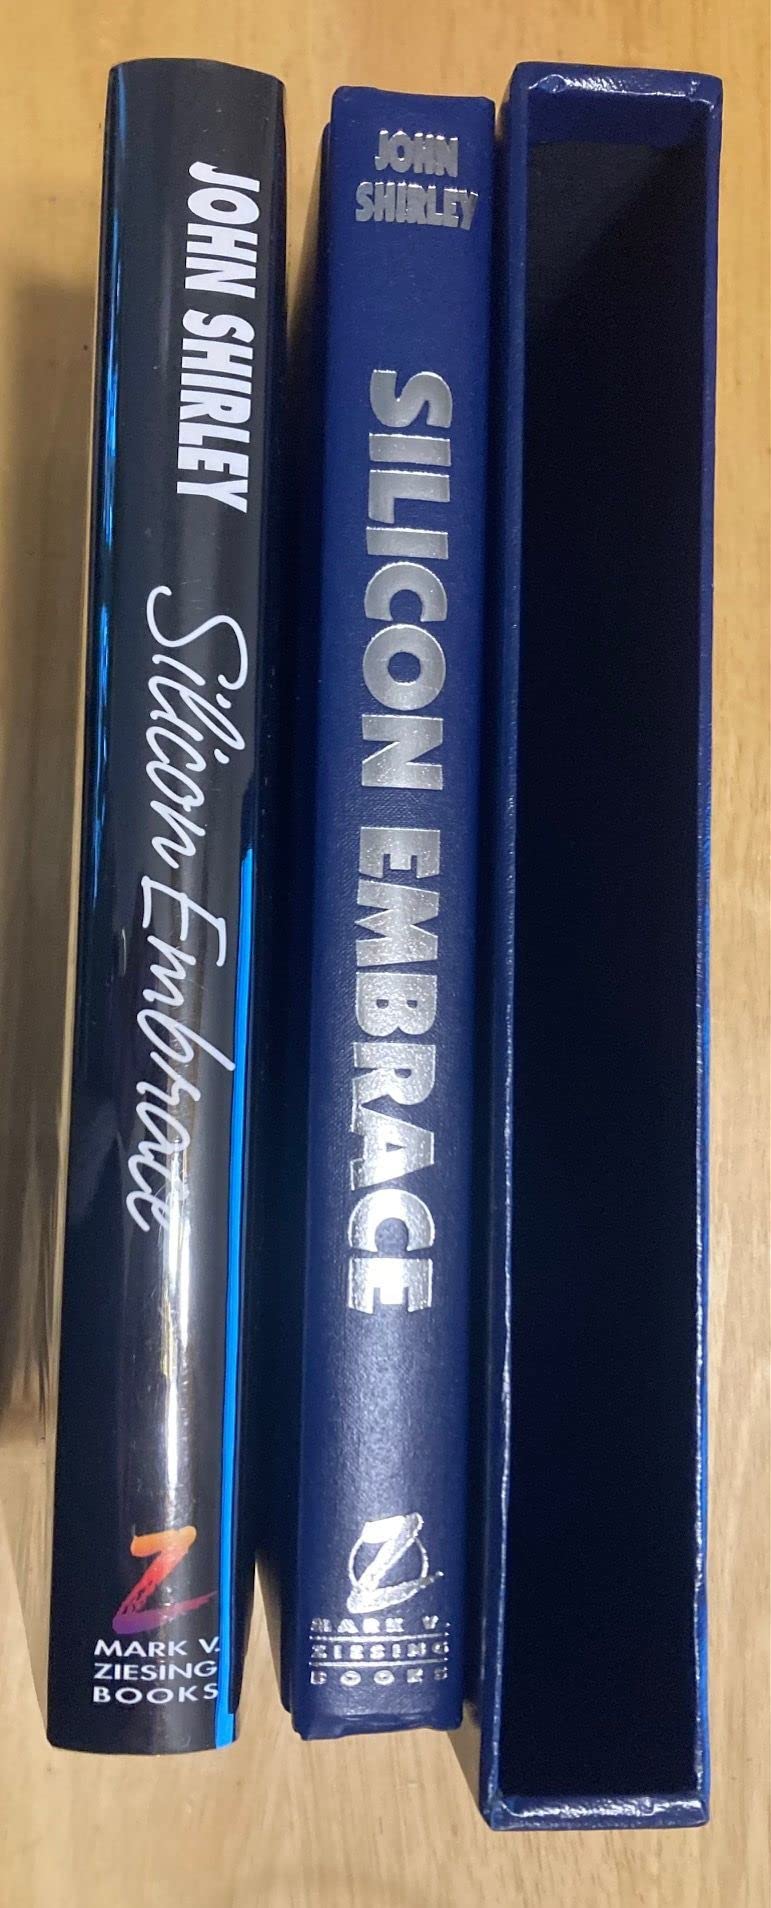 JOHN SHIRLEY
Silicon Embrace
Z
MARK V.
ZIESING
BOOKS
JOHN
SHIRLEY
SILICON EMBRACE
Z
MARK V.
ZIESING
BOOKS